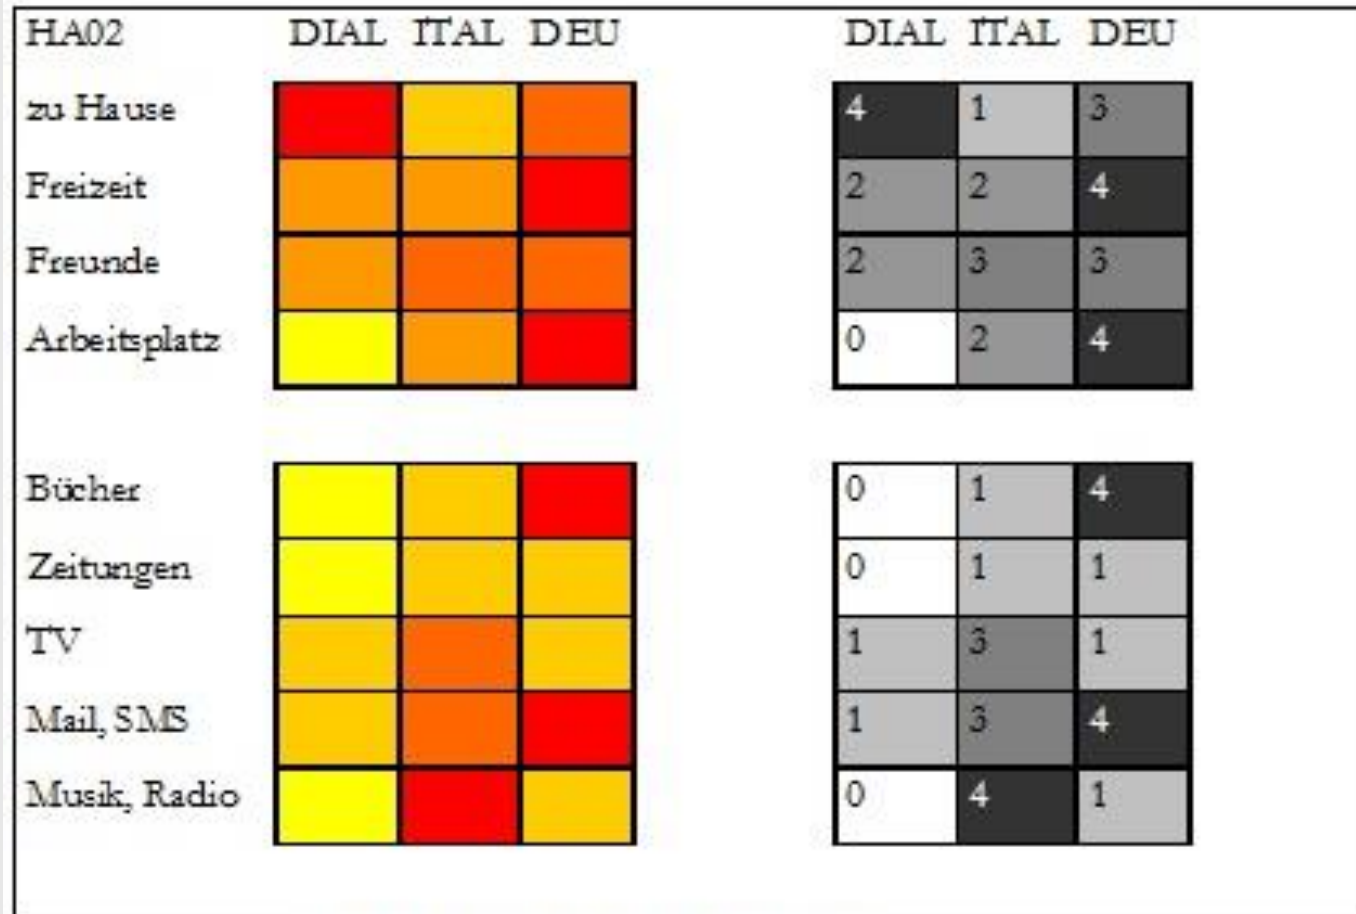 HA02 DIAL ITAL DEU DIAL ITAL DEU
zu Hause 4 1 3
Freizeit 2 2 4
Freunde 2 3 3
Arbeitsplatz 0 2 4
Bücher 0 1 4
Zeitungen 0 1 1
TV 1 3 1
Mail, SMS 1 3 4
Musik, Radio 0 4 1